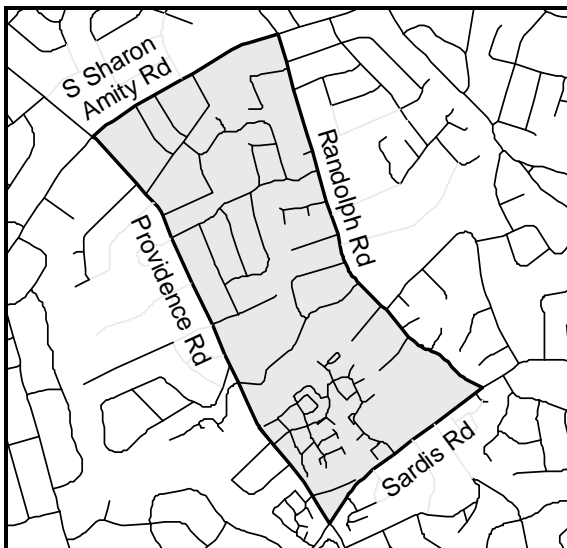 S Sharon
Amity Rd
Randolph Rd
Providence Rd
Sardis Rd